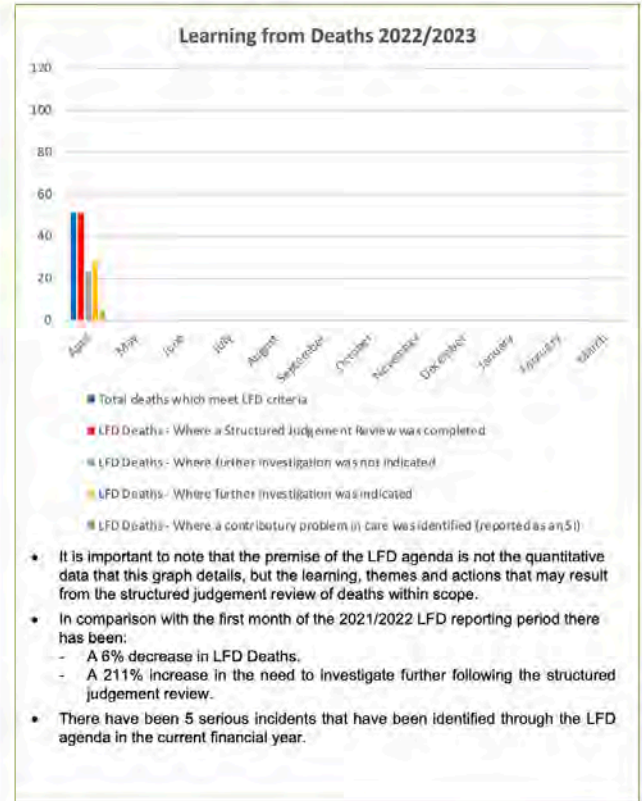 Learning from Deaths 2022/2023
120
100
80
60
40
20
0
April
May
June
July
August
September
October
November
December
January
February
March
Total deaths which meet LFD criteria
LFD Deaths - Where a Structured Judgement Review was completed
LFD Deaths - Where further investigation was not indicated
LFD Deaths - Where further investigation was indicated
LFD Deaths - Where a contributury problem in care was identified (reported as an SI)
• It is important to note that the premise of the LFD agenda is not the quantitative
data that this graph details, but the learning, themes and actions that may result
from the structured judgement review of deaths within scope.
• In comparison with the first month of the 2021/2022 LFD reporting period there
has been:
- A 6% decrease in LFD Deaths.
- A 211% increase in the need to investigate further following the structured
judgement review.
• There have been 5 serious incidents that have been identified through the LFD
agenda in the current financial year.